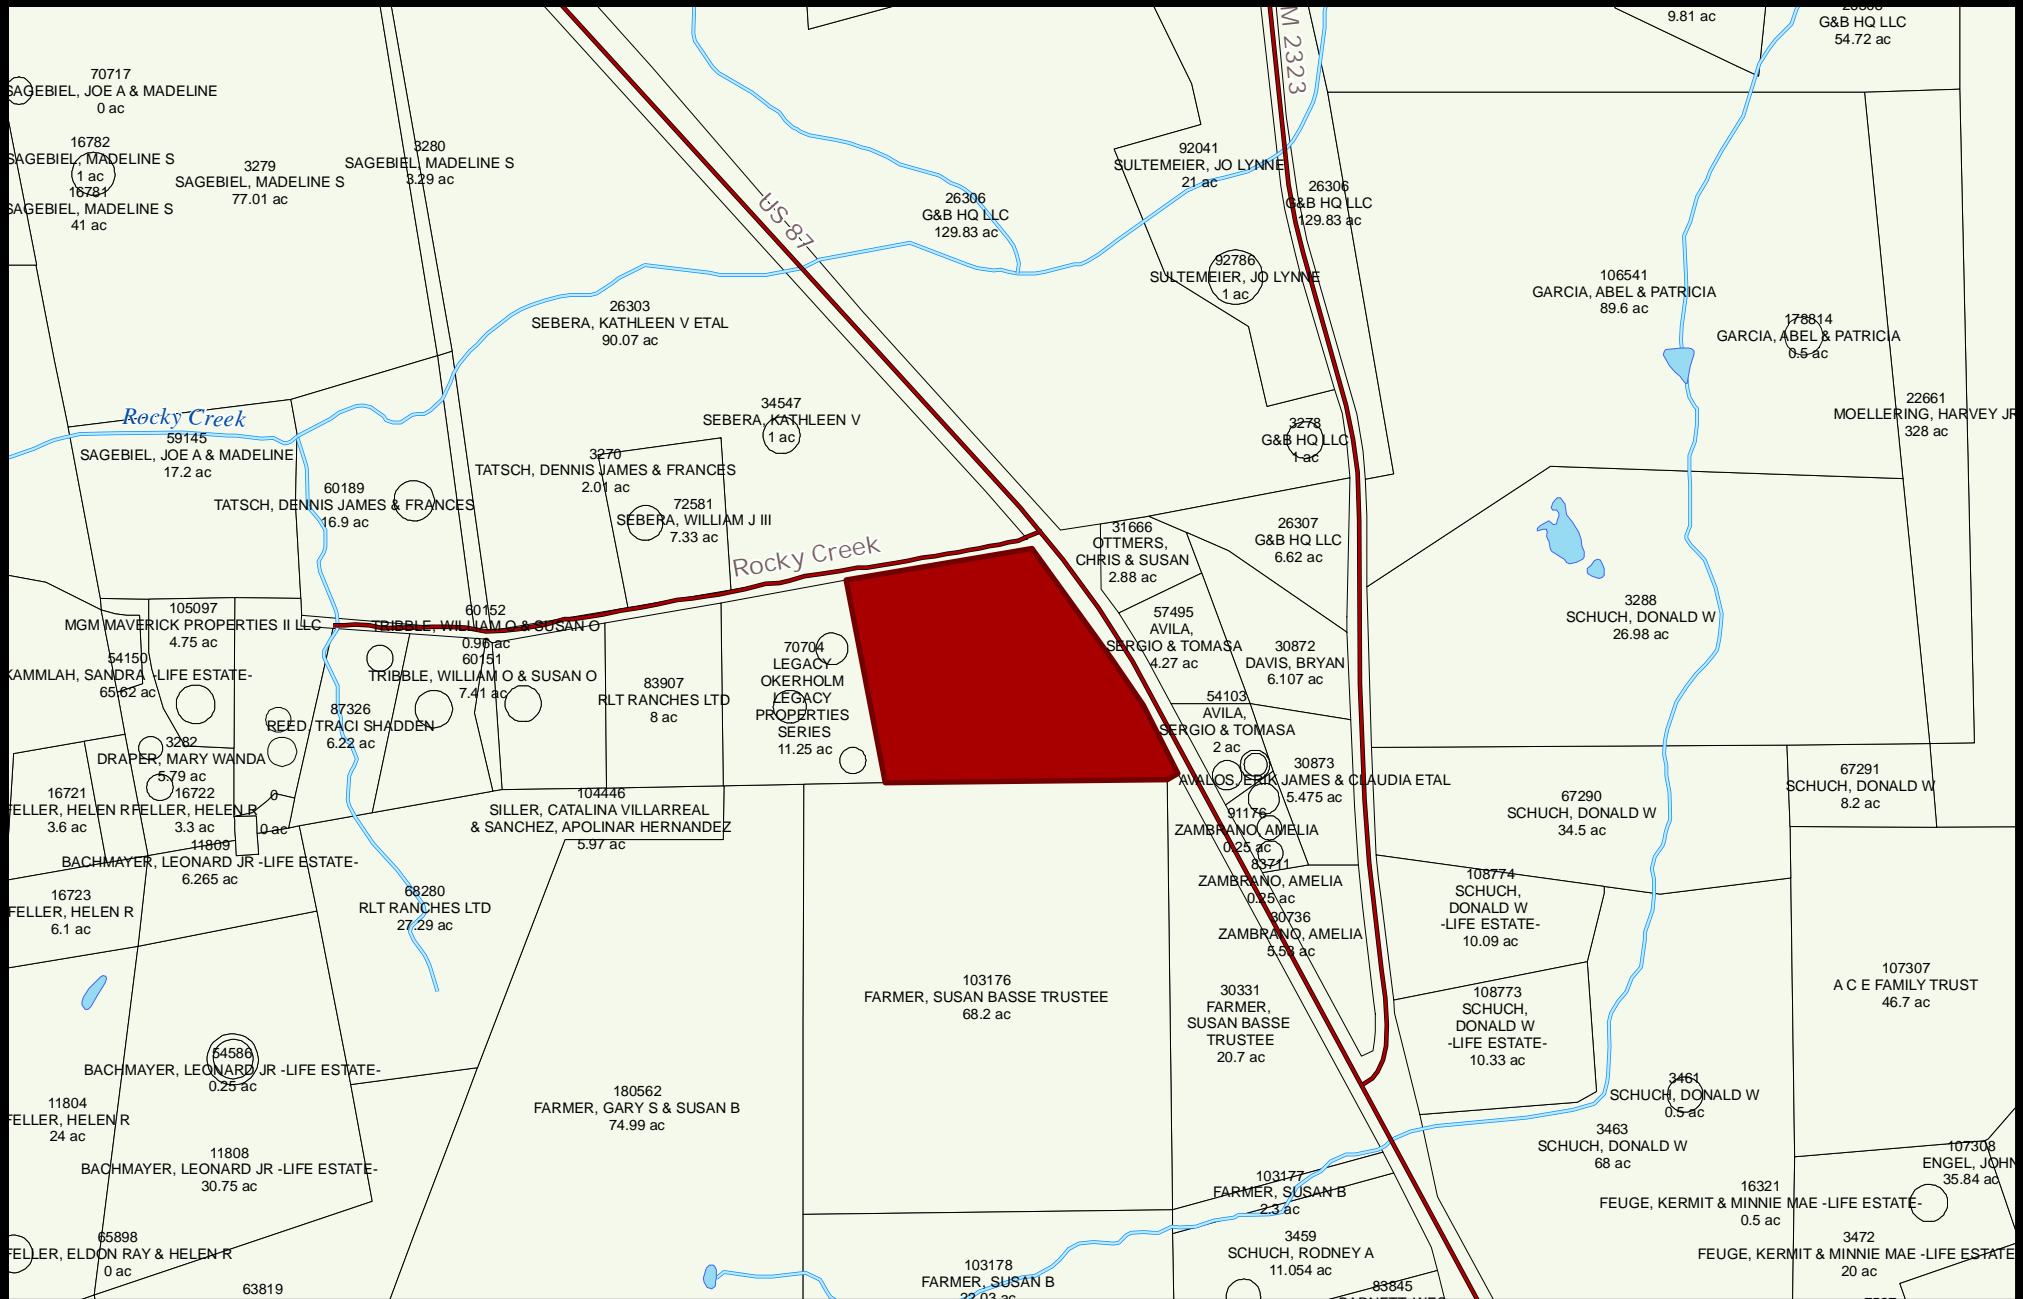 9.81 ac
G&B HQ LLC
54.72 ac
M 2323
70717
SAGEBIEL, JOE A & MADELINE
0 ac
16782
SAGEBIEL, MADELINE S
1 ac
16781
SAGEBIEL, MADELINE S
41 ac
3279
SAGEBIEL, MADELINE S
77.01 ac
3280
SAGEBIEL, MADELINE S
3.29 ac
US-87
26306
G&B HQ LLC
129.83 ac
92041
SULTEMEIER, JO LYNNE
21 ac
26306
G&B HQ LLC
129.83 ac
92786
SULTEMEIER, JO LYNNE
1 ac
106541
GARCIA, ABEL & PATRICIA
89.6 ac
178814
GARCIA, ABEL & PATRICIA
0.5 ac
26303
SEBERA, KATHLEEN V ETAL
90.07 ac
22661
MOELLERING, HARVEY JR
328 ac
Rocky Creek
59145
SAGEBIEL, JOE A & MADELINE
17.2 ac
34547
SEBERA, KATHLEEN V
1 ac
3278
G&B HQ LLC
1 ac
3270
TATSCH, DENNIS JAMES & FRANCES
2.01 ac
60189
TATSCH, DENNIS JAMES & FRANCES
16.9 ac
72581
SEBERA, WILLIAM J III
7.33 ac
Rocky Creek
31666
OTTMERS,
CHRIS & SUSAN
2.88 ac
26307
G&B HQ LLC
6.62 ac
3288
SCHUCH, DONALD W
26.98 ac
105097
MGM MAVERICK PROPERTIES II LLC
4.75 ac
60152
TRIBBLE, WILLIAM O & SUSAN O
0.96 ac
60151
TRIBBLE, WILLIAM O & SUSAN O
7.41 ac
57495
AVILA,
SERGIO & TOMASA
4.27 ac
30872
DAVIS, BRYAN
6.107 ac
54150
KAMMLAH, SANDRA -LIFE ESTATE-
65.62 ac
70704
LEGACY
OKERHOLM
LEGACY
PROPERTIES
SERIES
11.25 ac
83907
RLT RANCHES LTD
8 ac
87326
REED, TRACI SHADDEN
6.22 ac
54103
AVILA,
SERGIO & TOMASA
2 ac
3282
DRAPER, MARY WANDA
5.79 ac
30873
AVALOS, ERIK JAMES & CLAUDIA ETAL
5.475 ac
67291
SCHUCH, DONALD W
8.2 ac
67290
SCHUCH, DONALD W
34.5 ac
16721
FELLER, HELEN R
3.6 ac
16722
FELLER, HELEN R
3.3 ac
0
0 ac
104446
SILLER, CATALINA VILLARREAL
& SANCHEZ, APOLINAR HERNANDEZ
5.97 ac
91176
ZAMBRANO, AMELIA
0.25 ac
11809
BACHMAYER, LEONARD JR -LIFE ESTATE-
6.265 ac
83711
ZAMBRANO, AMELIA
0.25 ac
16723
FELLER, HELEN R
6.1 ac
68280
RLT RANCHES LTD
27.29 ac
30736
ZAMBRANO, AMELIA
5.53 ac
108774
SCHUCH,
DONALD W
-LIFE ESTATE-
10.09 ac
103176
FARMER, SUSAN BASSE TRUSTEE
68.2 ac
30331
FARMER,
SUSAN BASSE
TRUSTEE
20.7 ac
108773
SCHUCH,
DONALD W
-LIFE ESTATE-
10.33 ac
107307
A C E FAMILY TRUST
46.7 ac
54586
BACHMAYER, LEONARD JR -LIFE ESTATE-
0.25 ac
3461
SCHUCH, DONALD W
0.5 ac
11804
FELLER, HELEN R
24 ac
180562
FARMER, GARY S & SUSAN B
74.99 ac
3463
SCHUCH, DONALD W
68 ac
11808
BACHMAYER, LEONARD JR -LIFE ESTATE-
30.75 ac
107308
ENGEL, JOHN
35.84 ac
103177
FARMER, SUSAN B
2.3 ac
16321
FEUGE, KERMIT & MINNIE MAE -LIFE ESTATE-
0.5 ac
65898
FELLER, ELDON RAY & HELEN R
0 ac
3459
SCHUCH, RODNEY A
11.054 ac
3472
FEUGE, KERMIT & MINNIE MAE -LIFE ESTATE
20 ac
103178
FARMER, SUSAN B
22.03 ac
63819
83845